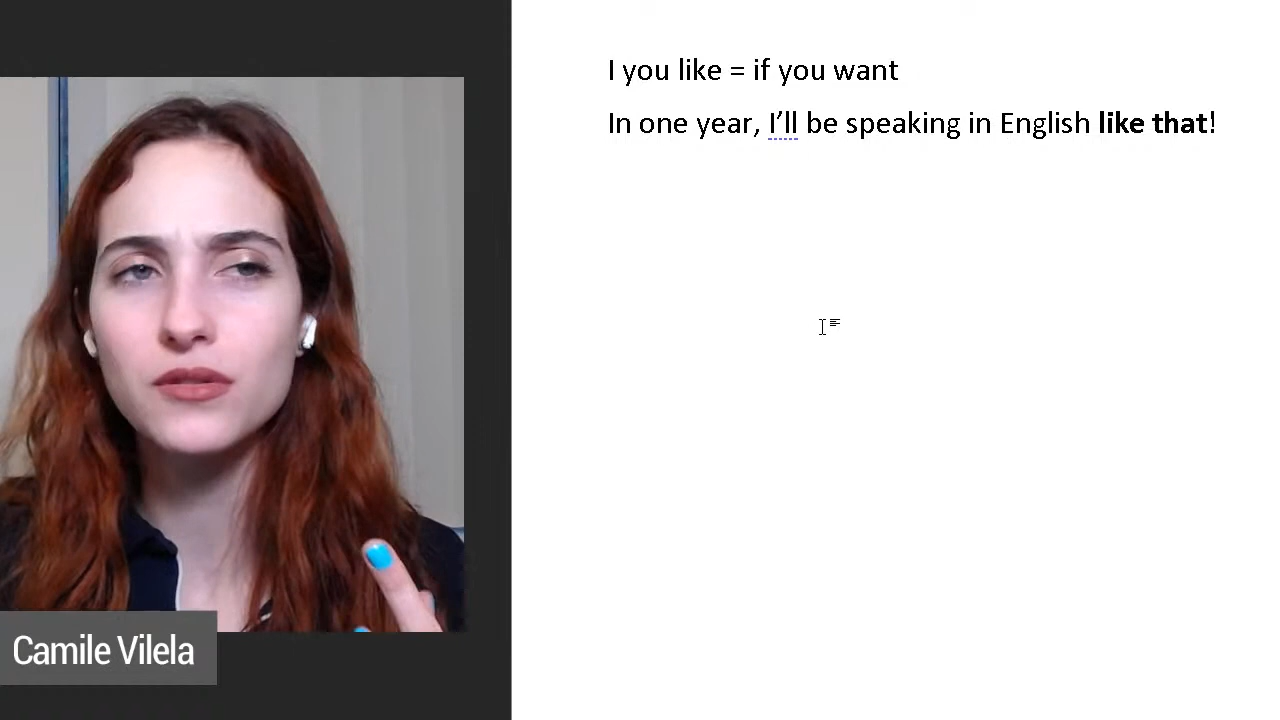 I you like = if you want
In one year, I'll be speaking in English like that!
Camile Vilela